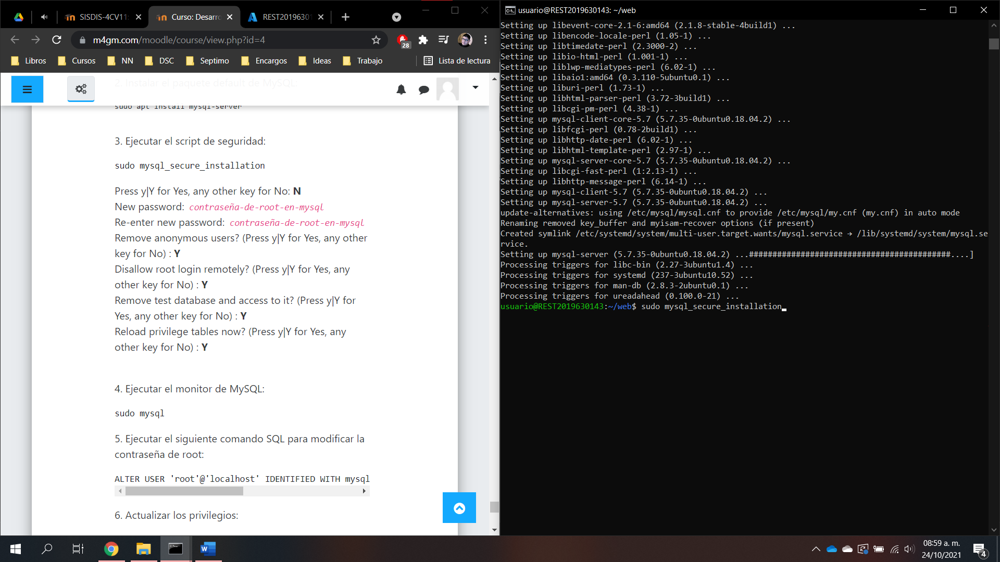 SISDIS-4CV11
Curso: Desarro
REST2019630
m4gm.com/moodle/course/view.php?id=4
28
Libros
Cursos
NN
DSC
Septimo
Encargos
Ideas
Trabajo
Lista de lectura
2. Instalar el paquete default de MySQL:
sudo apt install mysql-server
3. Ejecutar el script de seguridad:
sudo mysql_secure_installation
Press y|Y for Yes, any other key for No: N
New password: contraseña-de-root-en-mysql
Re-enter new password: contraseña-de-root-en-mysql
Remove anonymous users? (Press y|Y for Yes, any other
key for No) : Y
Disallow root login remotely? (Press y|Y for Yes, any
other key for No) : Y
Remove test database and access to it? (Press y|Y for
Yes, any other key for No) : Y
Reload privilege tables now? (Press y|Y for Yes, any
other key for No) : Y
4. Ejecutar el monitor de MySQL:
sudo mysql
5. Ejecutar el siguiente comando SQL para modificar la
contraseña de root:
ALTER USER 'root'@'localhost' IDENTIFIED WITH mysql
6. Actualizar los privilegios:
usuario@REST2019630143: ~/web
Setting up libevent-core-2.1-6:amd64 (2.1.8-stable-4build1) ...
Setting up libencode-locale-perl (1.05-1) ...
Setting up libtimedate-perl (2.3000-2) ...
Setting up libio-html-perl (1.001-1) ...
Setting up liblwp-mediatypes-perl (6.02-1) ...
Setting up libaio1:amd64 (0.3.110-5ubuntu0.1) ...
Setting up liburi-perl (1.73-1) ...
Setting up libhtml-parser-perl (3.72-3build1) ...
Setting up libcgi-pm-perl (4.38-1) ...
Setting up mysql-client-core-5.7 (5.7.35-0ubuntu0.18.04.2) ...
Setting up libfcgi-perl (0.78-2build1) ...
Setting up libhttp-date-perl (6.02-1) ...
Setting up libhtml-template-perl (2.97-1) ...
Setting up mysql-server-core-5.7 (5.7.35-0ubuntu0.18.04.2) ...
Setting up libcgi-fast-perl (1:2.13-1) ...
Setting up libhttp-message-perl (6.14-1) ...
Setting up mysql-client-5.7 (5.7.35-0ubuntu0.18.04.2) ...
Setting up mysql-server-5.7 (5.7.35-0ubuntu0.18.04.2) ...
update-alternatives: using /etc/mysql/mysql.cnf to provide /etc/mysql/my.cnf (my.cnf) in auto mode
Renaming removed key_buffer and myisam-recover options (if present)
Created symlink /etc/systemd/system/multi-user.target.wants/mysql.service → /lib/systemd/system/mysql.se
rvice.
Setting up mysql-server (5.7.35-0ubuntu0.18.04.2) ...###########################################....]
Processing triggers for libc-bin (2.27-3ubuntu1.4) ...
Processing triggers for systemd (237-3ubuntu10.52) ...
Processing triggers for man-db (2.8.3-2ubuntu0.1) ...
Processing triggers for ureadahead (0.100.0-21) ...
usuario@REST2019630143:~/web$ sudo mysql_secure_installation
08:59 a. m.
24/10/2021
4